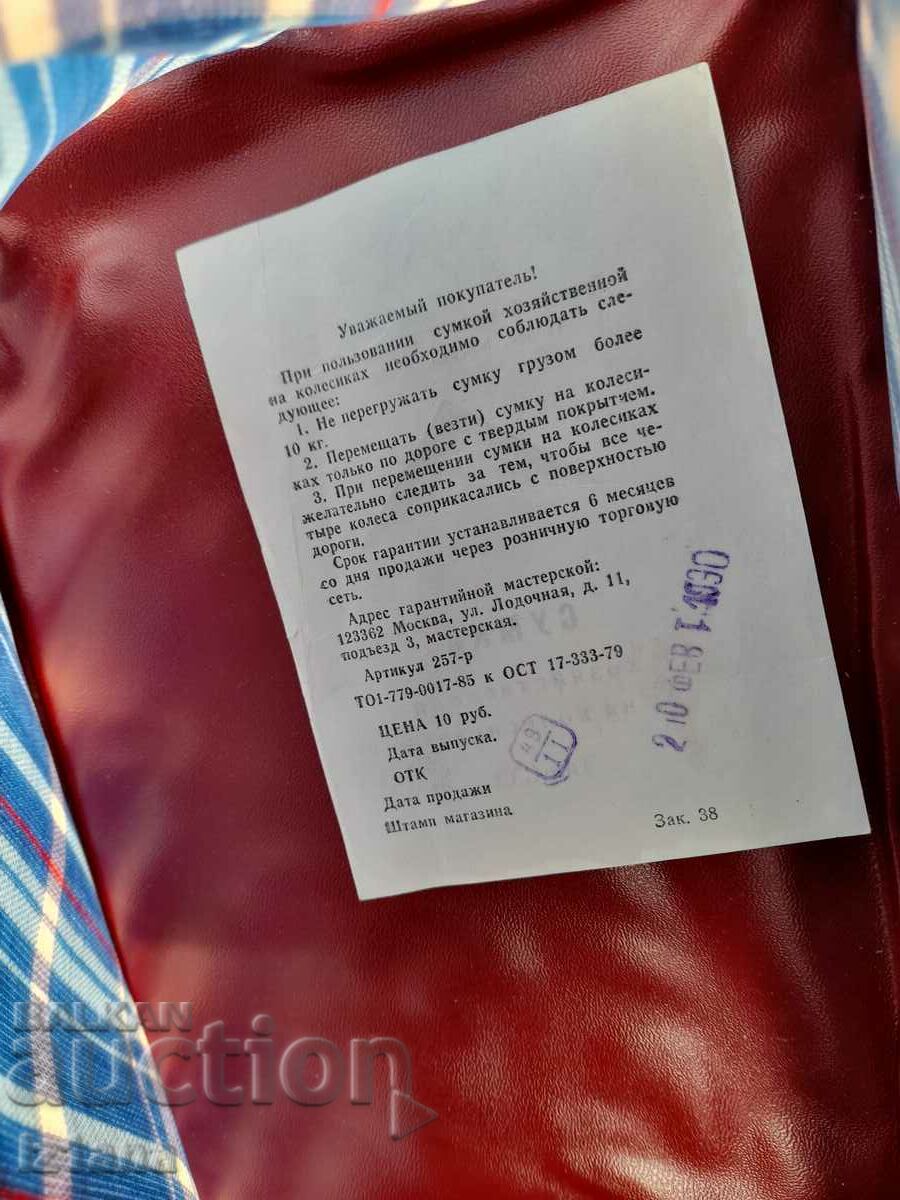 Уважаемый покупатель!
При пользовании сумкой хозяйственной
на колесиках необходимо соблюдать сле-
дующее:
1. Не перегружать сумку грузом более
10 кг.
2. Перемещать (везти) сумку на колеси-
ках только по дороге с твердым покрытием.
3. При перемещении сумки на колесиках
желательно следить за тем, чтобы все че-
тыре колеса соприкасались с поверхностью
дороги.
Срок гарантии устанавливается 6 месяцев
со дня продажи через розничную торговую
сеть.
Адрес гарантийной мастерской:
123362 Москва, ул. Лодочная, д. 11,
подъезд 3, мастерская.
Артикул 257-р
ТО1-779-0017-85 к ОСТ 17-333-79
ЦЕНА 10 руб.
Дата выпуска.
ОТК
49
11
Дата продажи
Штамп магазина
Зак. 38
ФЕВ
BALKAN
auction
Iziana